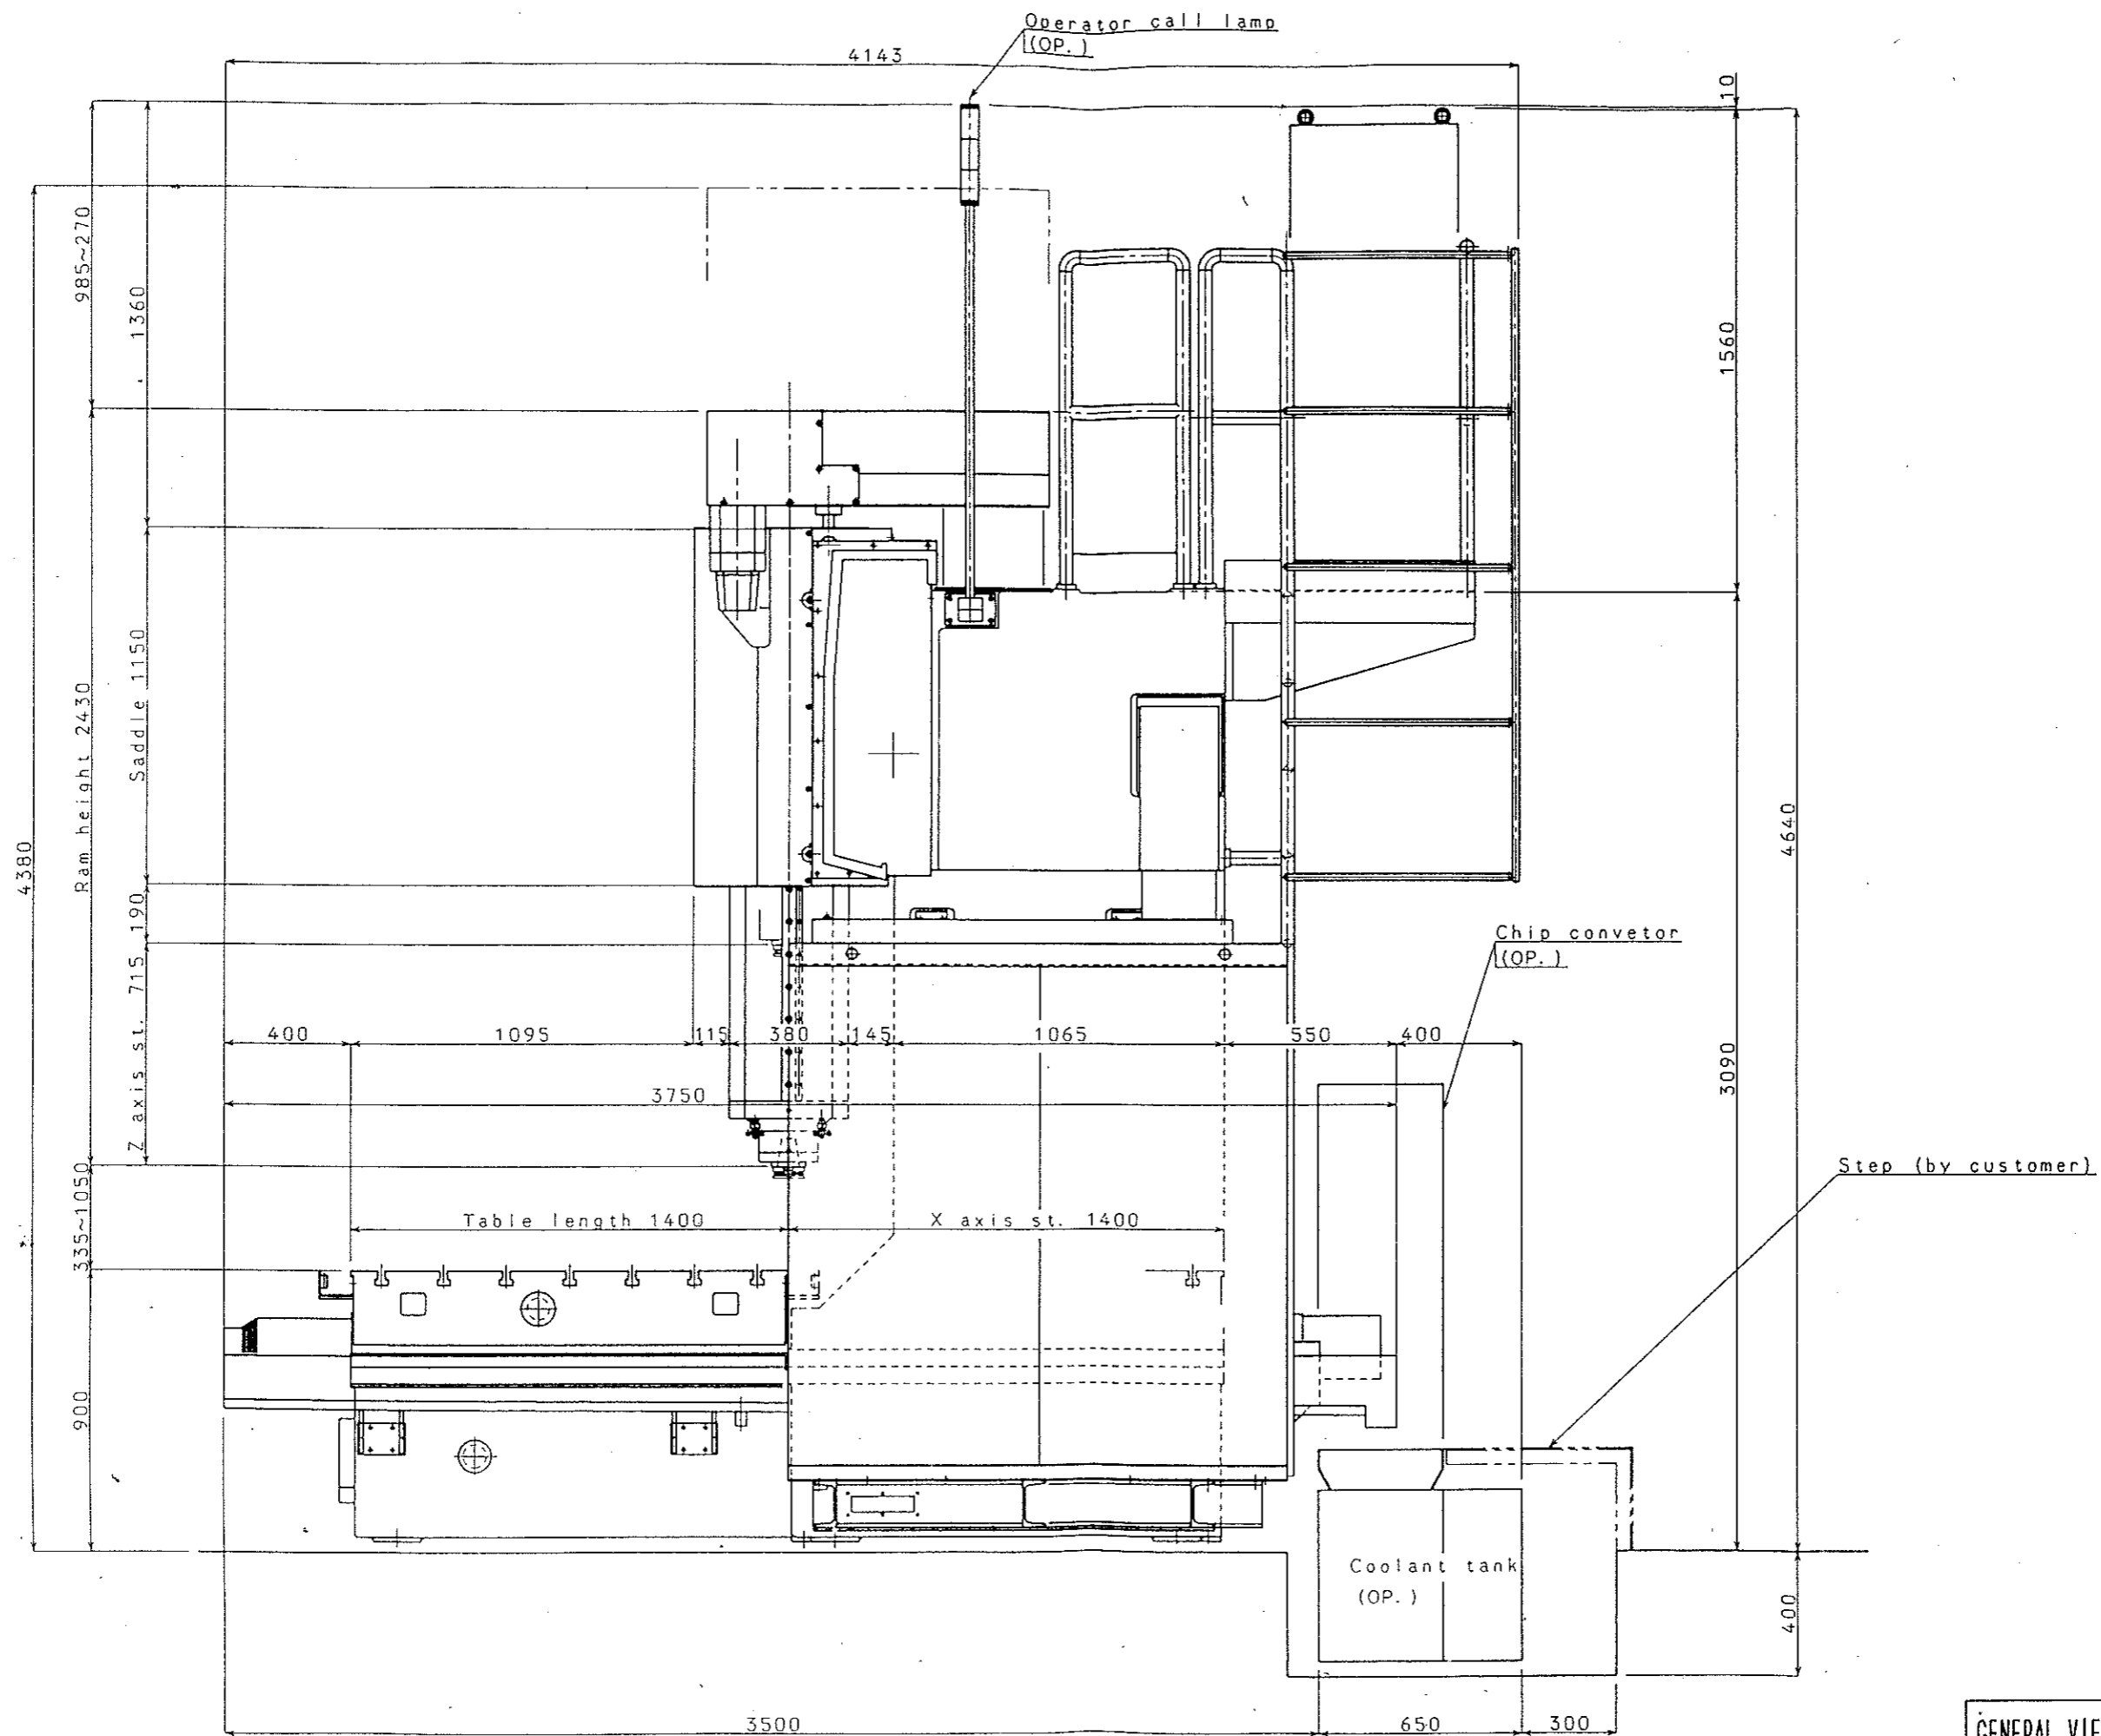 Operator call lamp
(OP.)
4143
10
985~270
1360
1560
Ram height 2430
Saddle 1150
4380
4640
190
Chip convetor
(OP.)
Z axis st. 715
400 1095 115 380 145 1065 550 400
3090
3750
Step (by customer)
335~1050
Table length 1400
X axis st. 1400
900
Coolant tank
(OP.)
400
3500 650 300
GENERAL VIE